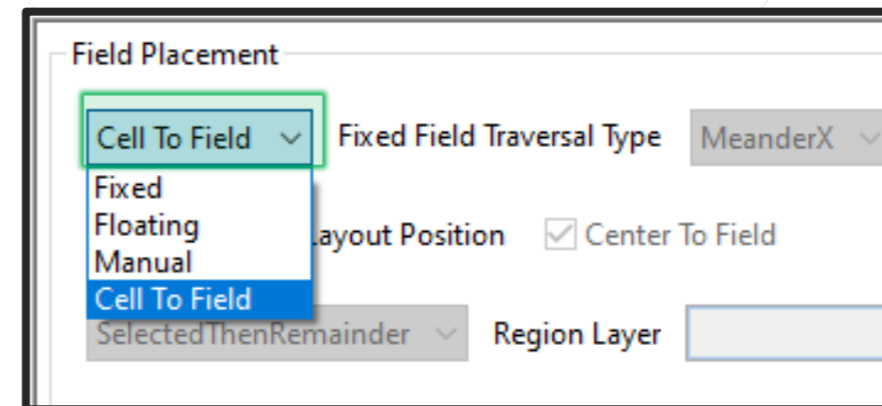 Field Placement
Cell To Field Fixed Field Traversal Type MeanderX
Fixed
Floating
Manual
Cell To Field
Layout Position Center To Field
SelectedThenRemainder Region Layer